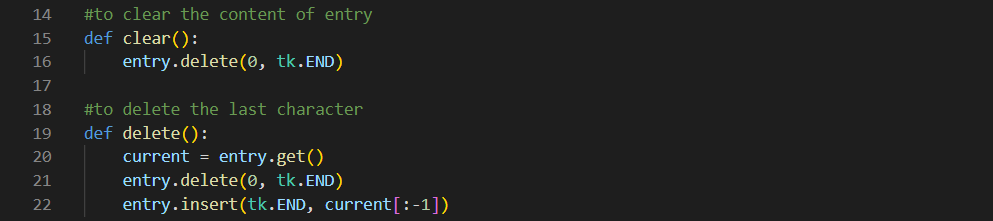 14 #to clear the content of entry
15 def clear():
16     entry.delete(0, tk.END)
17
18 #to delete the last character
19 def delete():
20     current = entry.get()
21     entry.delete(0, tk.END)
22     entry.insert(tk.END, current[:-1])